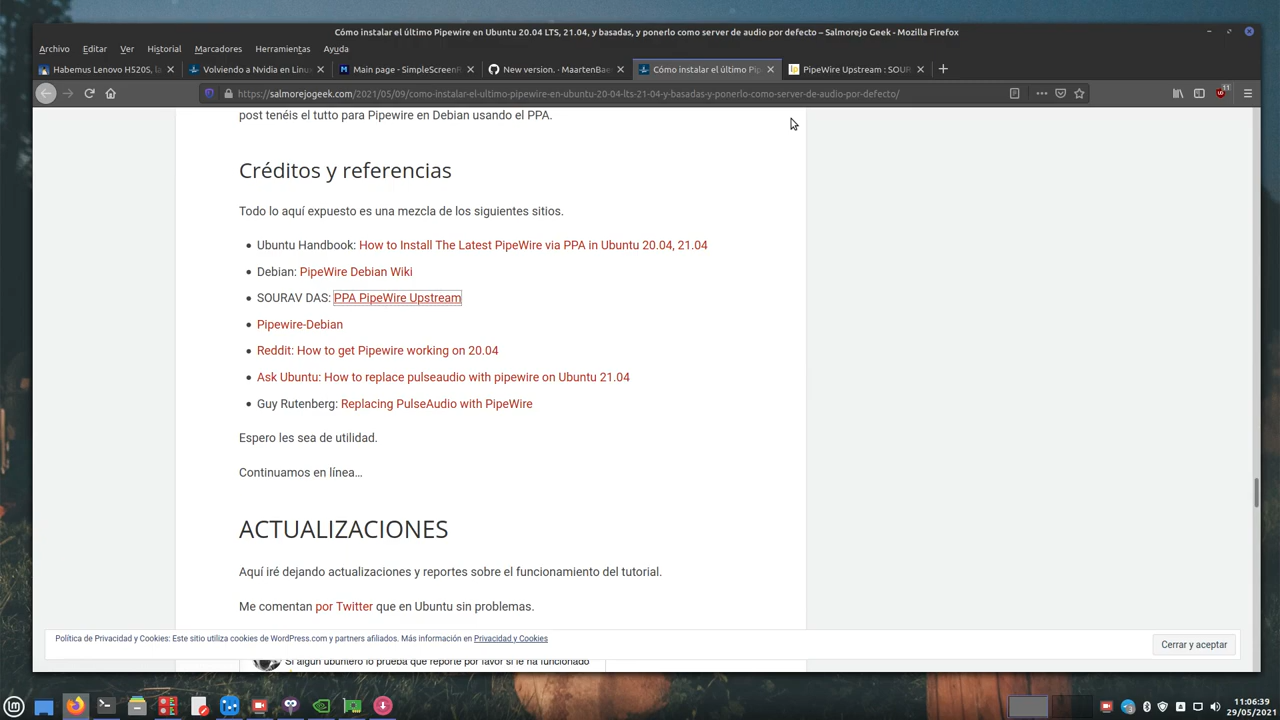 Cómo instalar el último Pipewire en Ubuntu 20.04 LTS, 21.04, y basadas, y ponerlo como server de audio por defecto – Salmorejo Geek - Mozilla Firefox
Archivo Editar Ver Historial Marcadores Herramientas Ayuda
Habemus Lenovo H520S, la
Volviendo a Nvidia en Linux
Main page - SimpleScreenR
New version. · MaartenBae
Cómo instalar el último Pip
PipeWire Upstream : SOUR
https://salmorejogeek.com/2021/05/09/como-instalar-el-ultimo-pipewire-en-ubuntu-20-04-lts-21-04-y-basadas-y-ponerlo-como-server-de-audio-por-defecto/
11
post tenéis el tutto para Pipewire en Debian usando el PPA.
Créditos y referencias
Todo lo aquí expuesto es una mezcla de los siguientes sitios.
Ubuntu Handbook: How to Install The Latest PipeWire via PPA in Ubuntu 20.04, 21.04
Debian: PipeWire Debian Wiki
SOURAV DAS: PPA PipeWire Upstream
Pipewire-Debian
Reddit: How to get Pipewire working on 20.04
Ask Ubuntu: How to replace pulseaudio with pipewire on Ubuntu 21.04
Guy Rutenberg: Replacing PulseAudio with PipeWire
Espero les sea de utilidad.
Continuamos en línea…
ACTUALIZACIONES
Aquí iré dejando actualizaciones y reportes sobre el funcionamiento del tutorial.
Me comentan por Twitter que en Ubuntu sin problemas.
Política de Privacidad y Cookies: Este sitio utiliza cookies de WordPress.com y partners afiliados. Más información en Privacidad y Cookies
Cerrar y aceptar
Si algún ubuntero lo prueba que reporte por favor si le ha funcionado
11:06:39
29/05/2021